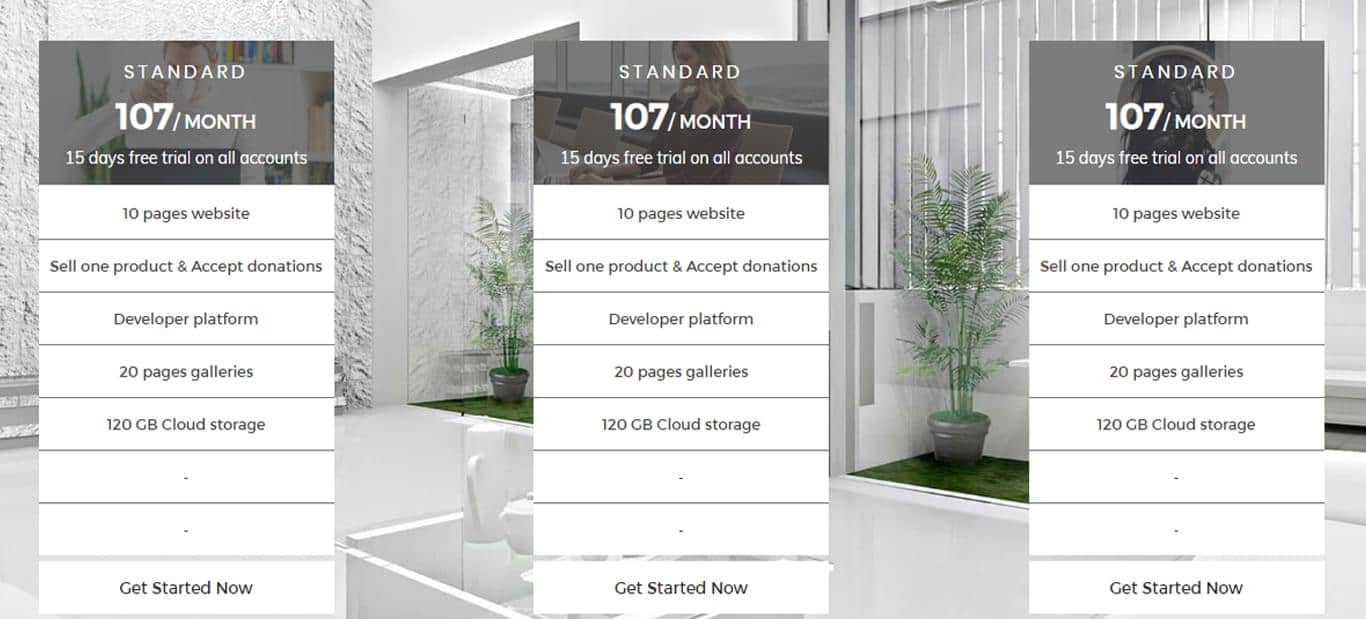 STANDARD
107/ MONTH
15 days free trial on all accounts
10 pages website
Sell one product & Accept donations
Developer platform
20 pages galleries
120 GB Cloud storage
-
-
Get Started Now
STANDARD
107/ MONTH
15 days free trial on all accounts
10 pages website
Sell one product & Accept donations
Developer platform
20 pages galleries
120 GB Cloud storage
-
-
Get Started Now
STANDARD
107/ MONTH
15 days free trial on all accounts
10 pages website
Sell one product & Accept donations
Developer platform
20 pages galleries
120 GB Cloud storage
-
-
Get Started Now